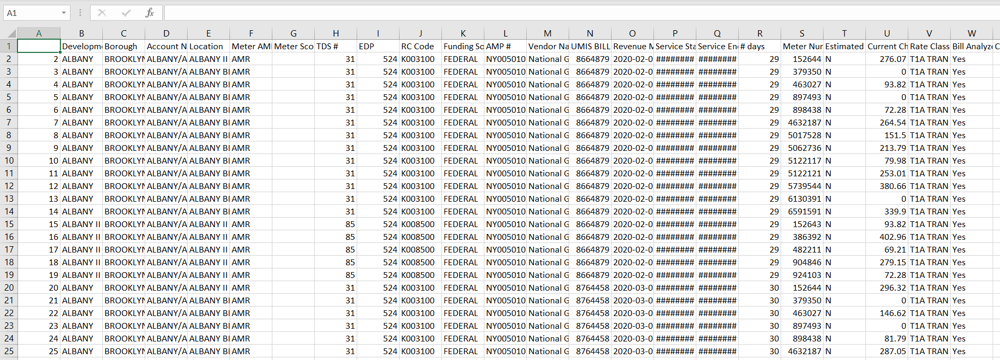 A1 fx
A B C D E F G H I J K L M N O P Q R S T U V W
1 Developme Borough Account N Location Meter AMI Meter Sco TDS # EDP RC Code Funding So AMP # Vendor Na UMIS BILL Revenue M Service Sta Service En # days Meter Nur Estimated Current Ch Rate Class Bill Analyze C
2 2 ALBANY BROOKLYN ALBANY/A ALBANY II AMR 31 524 K003100 FEDERAL NY005010 National G 8664879 2020-02-0 ######## ######## 29 152644 N 276.07 T1A TRAN Yes
3 3 ALBANY BROOKLYN ALBANY/A ALBANY BI AMR 31 524 K003100 FEDERAL NY005010 National G 8664879 2020-02-0 ######## ######## 29 379350 N 0 T1A TRAN Yes
4 4 ALBANY BROOKLYN ALBANY/A ALBANY BI AMR 31 524 K003100 FEDERAL NY005010 National G 8664879 2020-02-0 ######## ######## 29 463027 N 93.82 T1A TRAN Yes
5 5 ALBANY BROOKLYN ALBANY/A ALBANY BI AMR 31 524 K003100 FEDERAL NY005010 National G 8664879 2020-02-0 ######## ######## 29 897493 N 0 T1A TRAN Yes
6 6 ALBANY BROOKLYN ALBANY/A ALBANY BI AMR 31 524 K003100 FEDERAL NY005010 National G 8664879 2020-02-0 ######## ######## 29 898438 N 72.28 T1A TRAN Yes
7 7 ALBANY BROOKLYN ALBANY/A ALBANY BI AMR 31 524 K003100 FEDERAL NY005010 National G 8664879 2020-02-0 ######## ######## 29 4632187 N 264.54 T1A TRAN Yes
8 8 ALBANY BROOKLYN ALBANY/A ALBANY BI AMR 31 524 K003100 FEDERAL NY005010 National G 8664879 2020-02-0 ######## ######## 29 5017528 N 151.5 T1A TRAN Yes
9 9 ALBANY BROOKLYN ALBANY/A ALBANY BI AMR 31 524 K003100 FEDERAL NY005010 National G 8664879 2020-02-0 ######## ######## 29 5062736 N 213.79 T1A TRAN Yes
10 10 ALBANY BROOKLYN ALBANY/A ALBANY BI AMR 31 524 K003100 FEDERAL NY005010 National G 8664879 2020-02-0 ######## ######## 29 5122117 N 79.98 T1A TRAN Yes
11 11 ALBANY BROOKLYN ALBANY/A ALBANY BI AMR 31 524 K003100 FEDERAL NY005010 National G 8664879 2020-02-0 ######## ######## 29 5122121 N 253.01 T1A TRAN Yes
12 12 ALBANY BROOKLYN ALBANY/A ALBANY BI AMR 31 524 K003100 FEDERAL NY005010 National G 8664879 2020-02-0 ######## ######## 29 5739544 N 380.66 T1A TRAN Yes
13 13 ALBANY BROOKLYN ALBANY/A ALBANY BI AMR 31 524 K003100 FEDERAL NY005010 National G 8664879 2020-02-0 ######## ######## 29 6130391 N 0 T1A TRAN Yes
14 14 ALBANY BROOKLYN ALBANY/A ALBANY BI AMR 31 524 K003100 FEDERAL NY005010 National G 8664879 2020-02-0 ######## ######## 29 6591591 N 339.9 T1A TRAN Yes
15 15 ALBANY II BROOKLYN ALBANY/A ALBANY II AMR 85 524 K008500 FEDERAL NY005010 National G 8664879 2020-02-0 ######## ######## 29 152643 N 93.82 T1A TRAN Yes
16 16 ALBANY II BROOKLYN ALBANY/A ALBANY II AMR 85 524 K008500 FEDERAL NY005010 National G 8664879 2020-02-0 ######## ######## 29 386392 N 402.96 T1A TRAN Yes
17 17 ALBANY II BROOKLYN ALBANY/A ALBANY II AMR 85 524 K008500 FEDERAL NY005010 National G 8664879 2020-02-0 ######## ######## 29 482211 N 69.21 T1A TRAN Yes
18 18 ALBANY II BROOKLYN ALBANY/A ALBANY II AMR 85 524 K008500 FEDERAL NY005010 National G 8664879 2020-02-0 ######## ######## 29 904846 N 279.15 T1A TRAN Yes
19 19 ALBANY II BROOKLYN ALBANY/A ALBANY II AMR 85 524 K008500 FEDERAL NY005010 National G 8664879 2020-02-0 ######## ######## 29 924103 N 72.28 T1A TRAN Yes
20 20 ALBANY BROOKLYN ALBANY/A ALBANY II AMR 31 524 K003100 FEDERAL NY005010 National G 8764458 2020-03-0 ######## ######## 30 152644 N 296.32 T1A TRAN Yes
21 21 ALBANY BROOKLYN ALBANY/A ALBANY BI AMR 31 524 K003100 FEDERAL NY005010 National G 8764458 2020-03-0 ######## ######## 30 379350 N 0 T1A TRAN Yes
22 22 ALBANY BROOKLYN ALBANY/A ALBANY BI AMR 31 524 K003100 FEDERAL NY005010 National G 8764458 2020-03-0 ######## ######## 30 463027 N 146.62 T1A TRAN Yes
23 23 ALBANY BROOKLYN ALBANY/A ALBANY BI AMR 31 524 K003100 FEDERAL NY005010 National G 8764458 2020-03-0 ######## ######## 30 897493 N 0 T1A TRAN Yes
24 24 ALBANY BROOKLYN ALBANY/A ALBANY BI AMR 31 524 K003100 FEDERAL NY005010 National G 8764458 2020-03-0 ######## ######## 30 898438 N 81.79 T1A TRAN Yes
25 25 ALBANY BROOKLYN ALBANY/A ALBANY BI AMR 31 524 K003100 FEDERAL NY005010 National G 8764458 2020-03-0 ######## ######## 30 4632187 N 287.05 T1A TRAN Yes